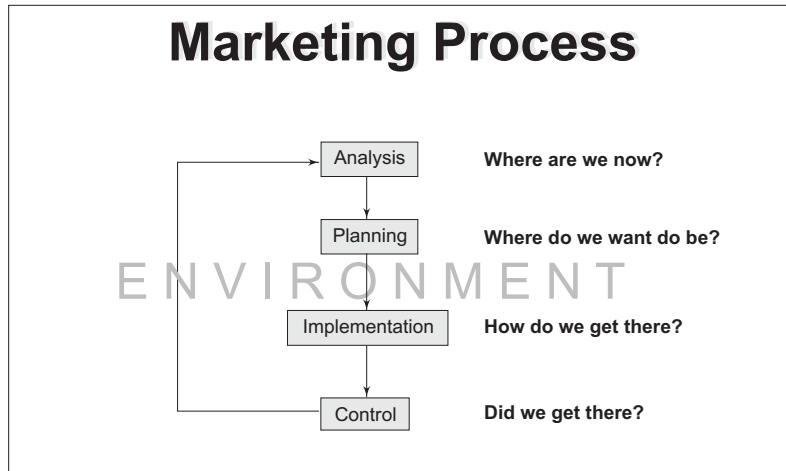 Marketing Process
Analysis
Where are we now?
Planning
Where do we want do be?
ENVIRONMENT
Implementation
How do we get there?
Control
Did we get there?